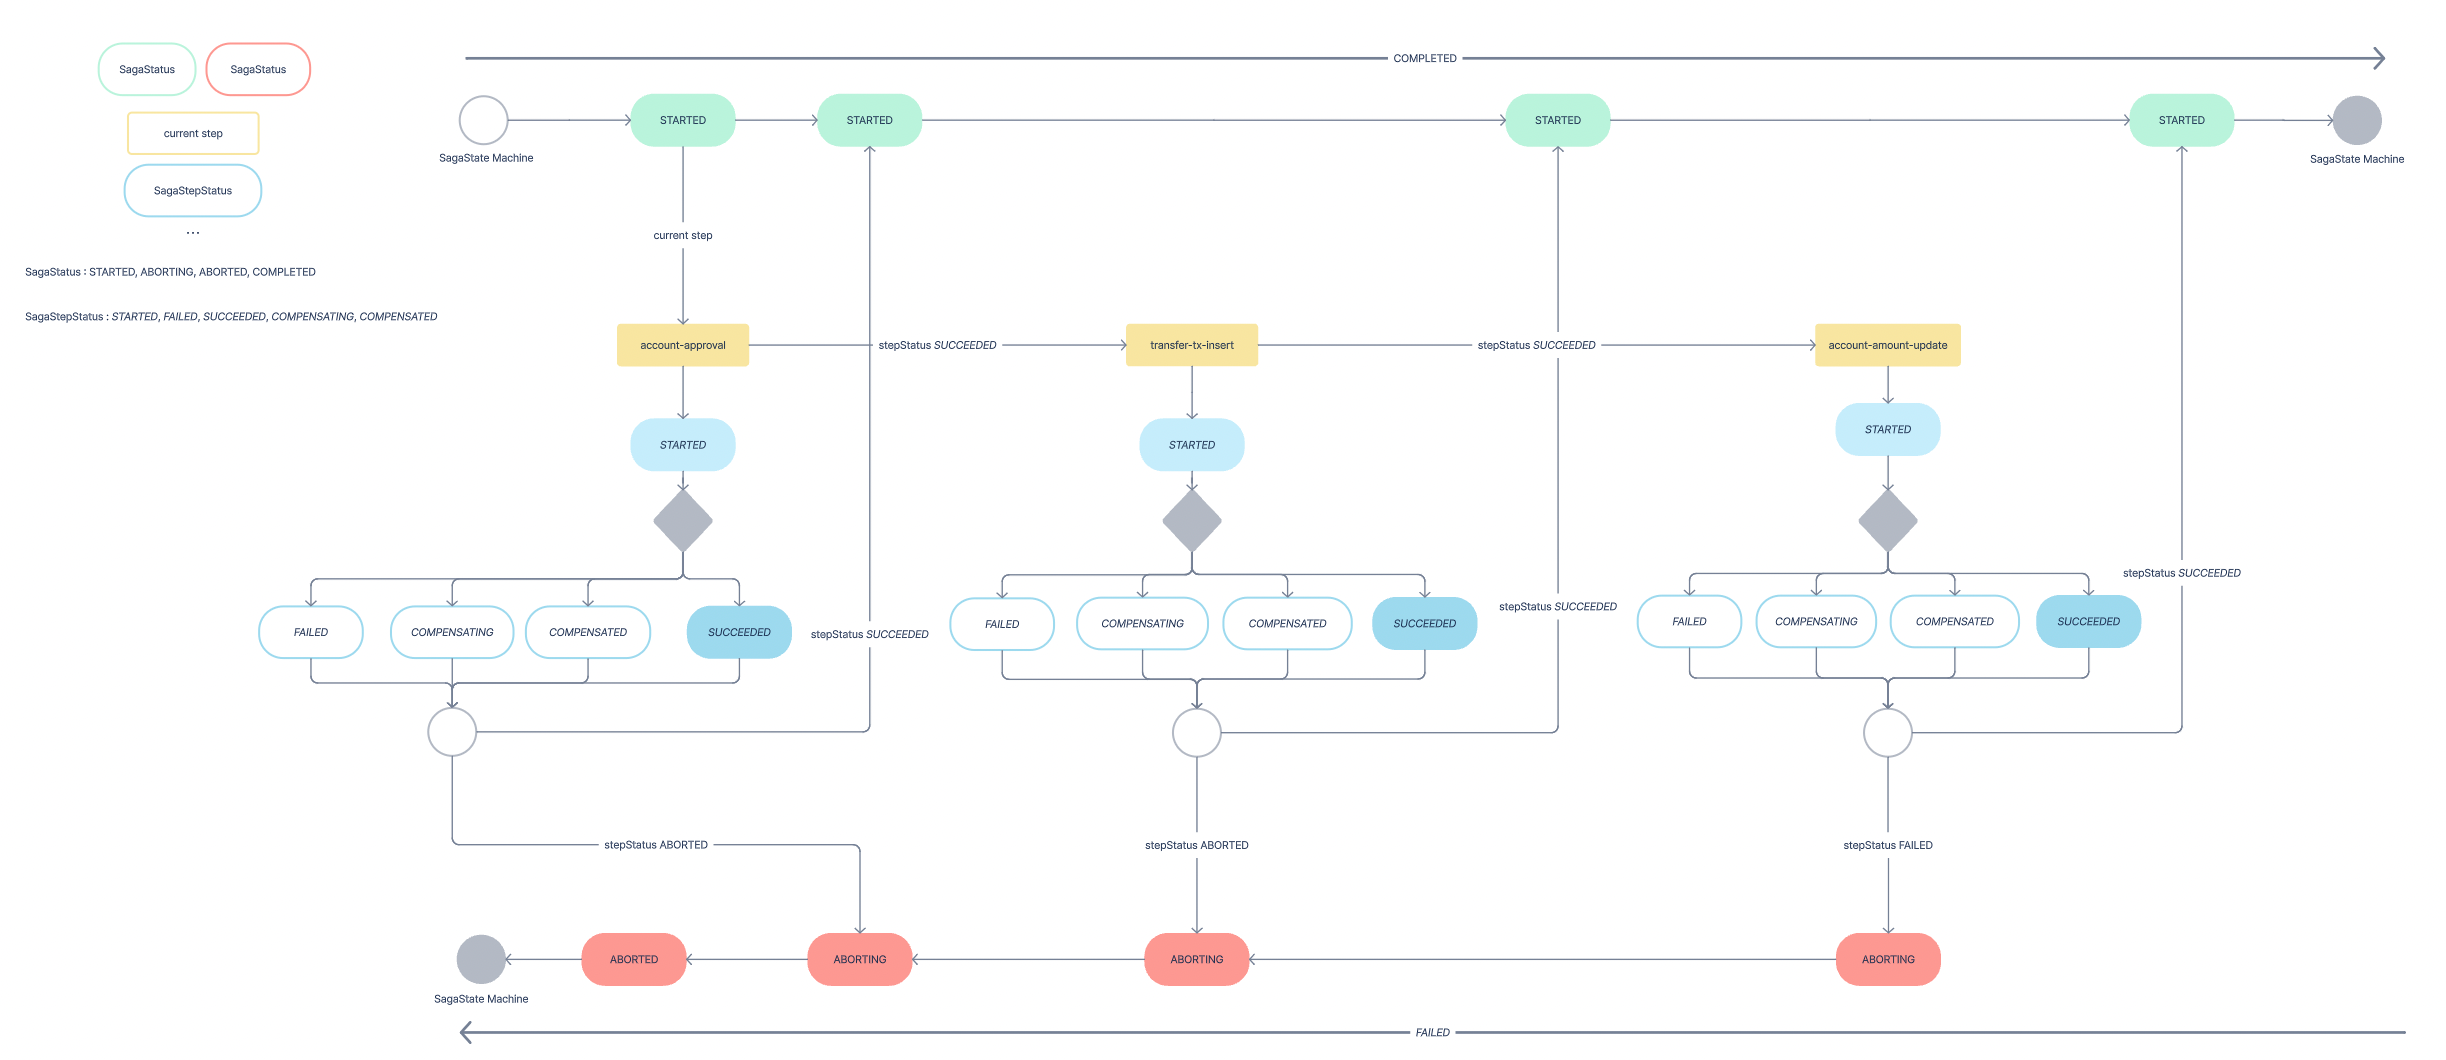 COMPLETED
SagaStatus
SagaStatus
current step
SagaStepStatus
...
SagaStatus : STARTED, ABORTING, ABORTED, COMPLETED
SagaStepStatus : STARTED, FAILED, SUCCEEDED, COMPENSATING, COMPENSATED
STARTED
STARTED
STARTED
STARTED
SagaState Machine
SagaState Machine
current step
account-approval
stepStatus SUCCEEDED
transfer-tx-insert
stepStatus SUCCEEDED
account-amount-update
STARTED
STARTED
STARTED
stepStatus SUCCEEDED
FAILED
COMPENSATING
COMPENSATED
SUCCEEDED
stepStatus SUCCEEDED
FAILED
COMPENSATING
COMPENSATED
SUCCEEDED
stepStatus SUCCEEDED
FAILED
COMPENSATING
COMPENSATED
SUCCEEDED
stepStatus ABORTED
stepStatus ABORTED
stepStatus FAILED
ABORTED
ABORTING
ABORTING
ABORTING
SagaState Machine
FAILED